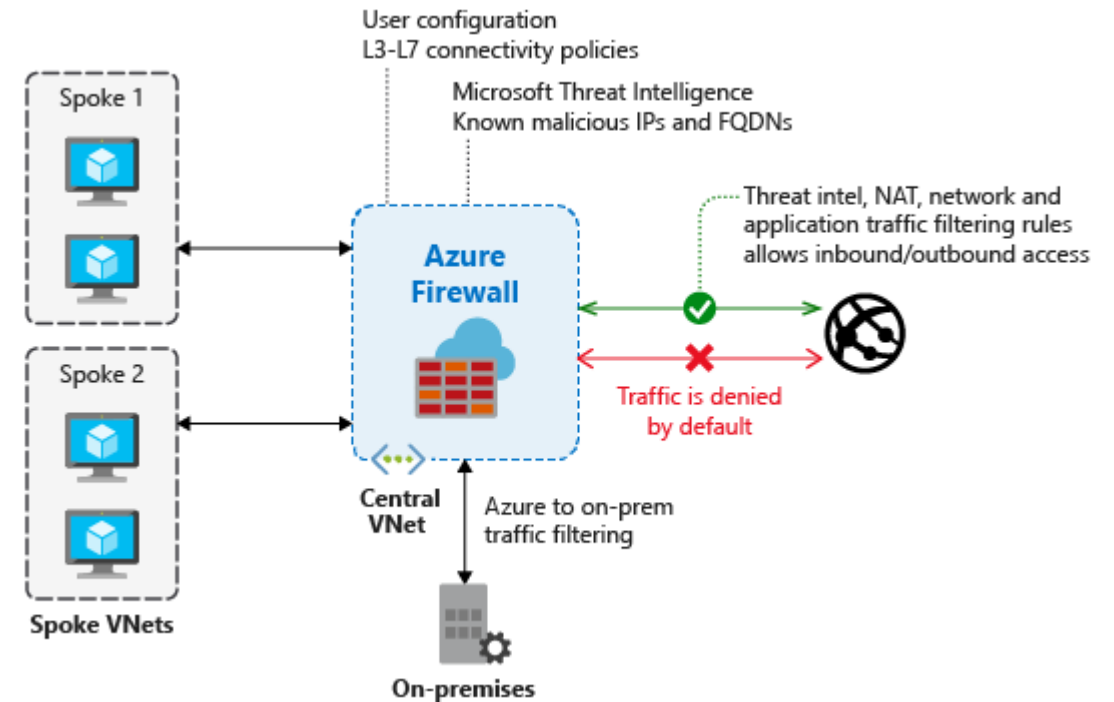 User configuration
L3-L7 connectivity policies
Microsoft Threat Intelligence
Known malicious IPs and FQDNs
Spoke 1
Threat intel, NAT, network and
application traffic filtering rules
allows inbound/outbound access
Azure
Firewall
Spoke 2
Traffic is denied
by default
Central
VNet
Azure to on-prem
traffic filtering
Spoke VNets
On-premises